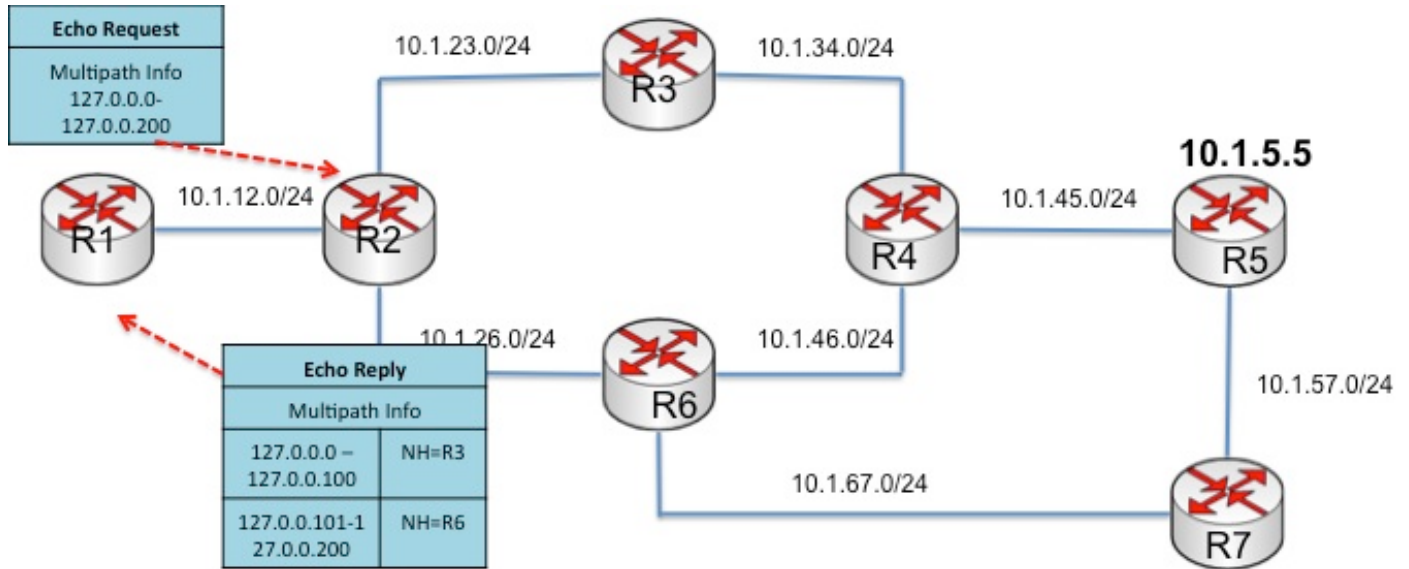 Echo Request
Multipath Info
127.0.0.0-
127.0.0.200
10.1.23.0/24
10.1.34.0/24
R3
10.1.5.5
10.1.12.0/24
10.1.45.0/24
R1
R2
R4
R5
10.1.26.0/24
10.1.46.0/24
Echo Reply
Multipath Info
127.0.0.0 –
127.0.0.100
NH=R3
127.0.0.101-1
27.0.0.200
NH=R6
R6
10.1.57.0/24
10.1.67.0/24
R7